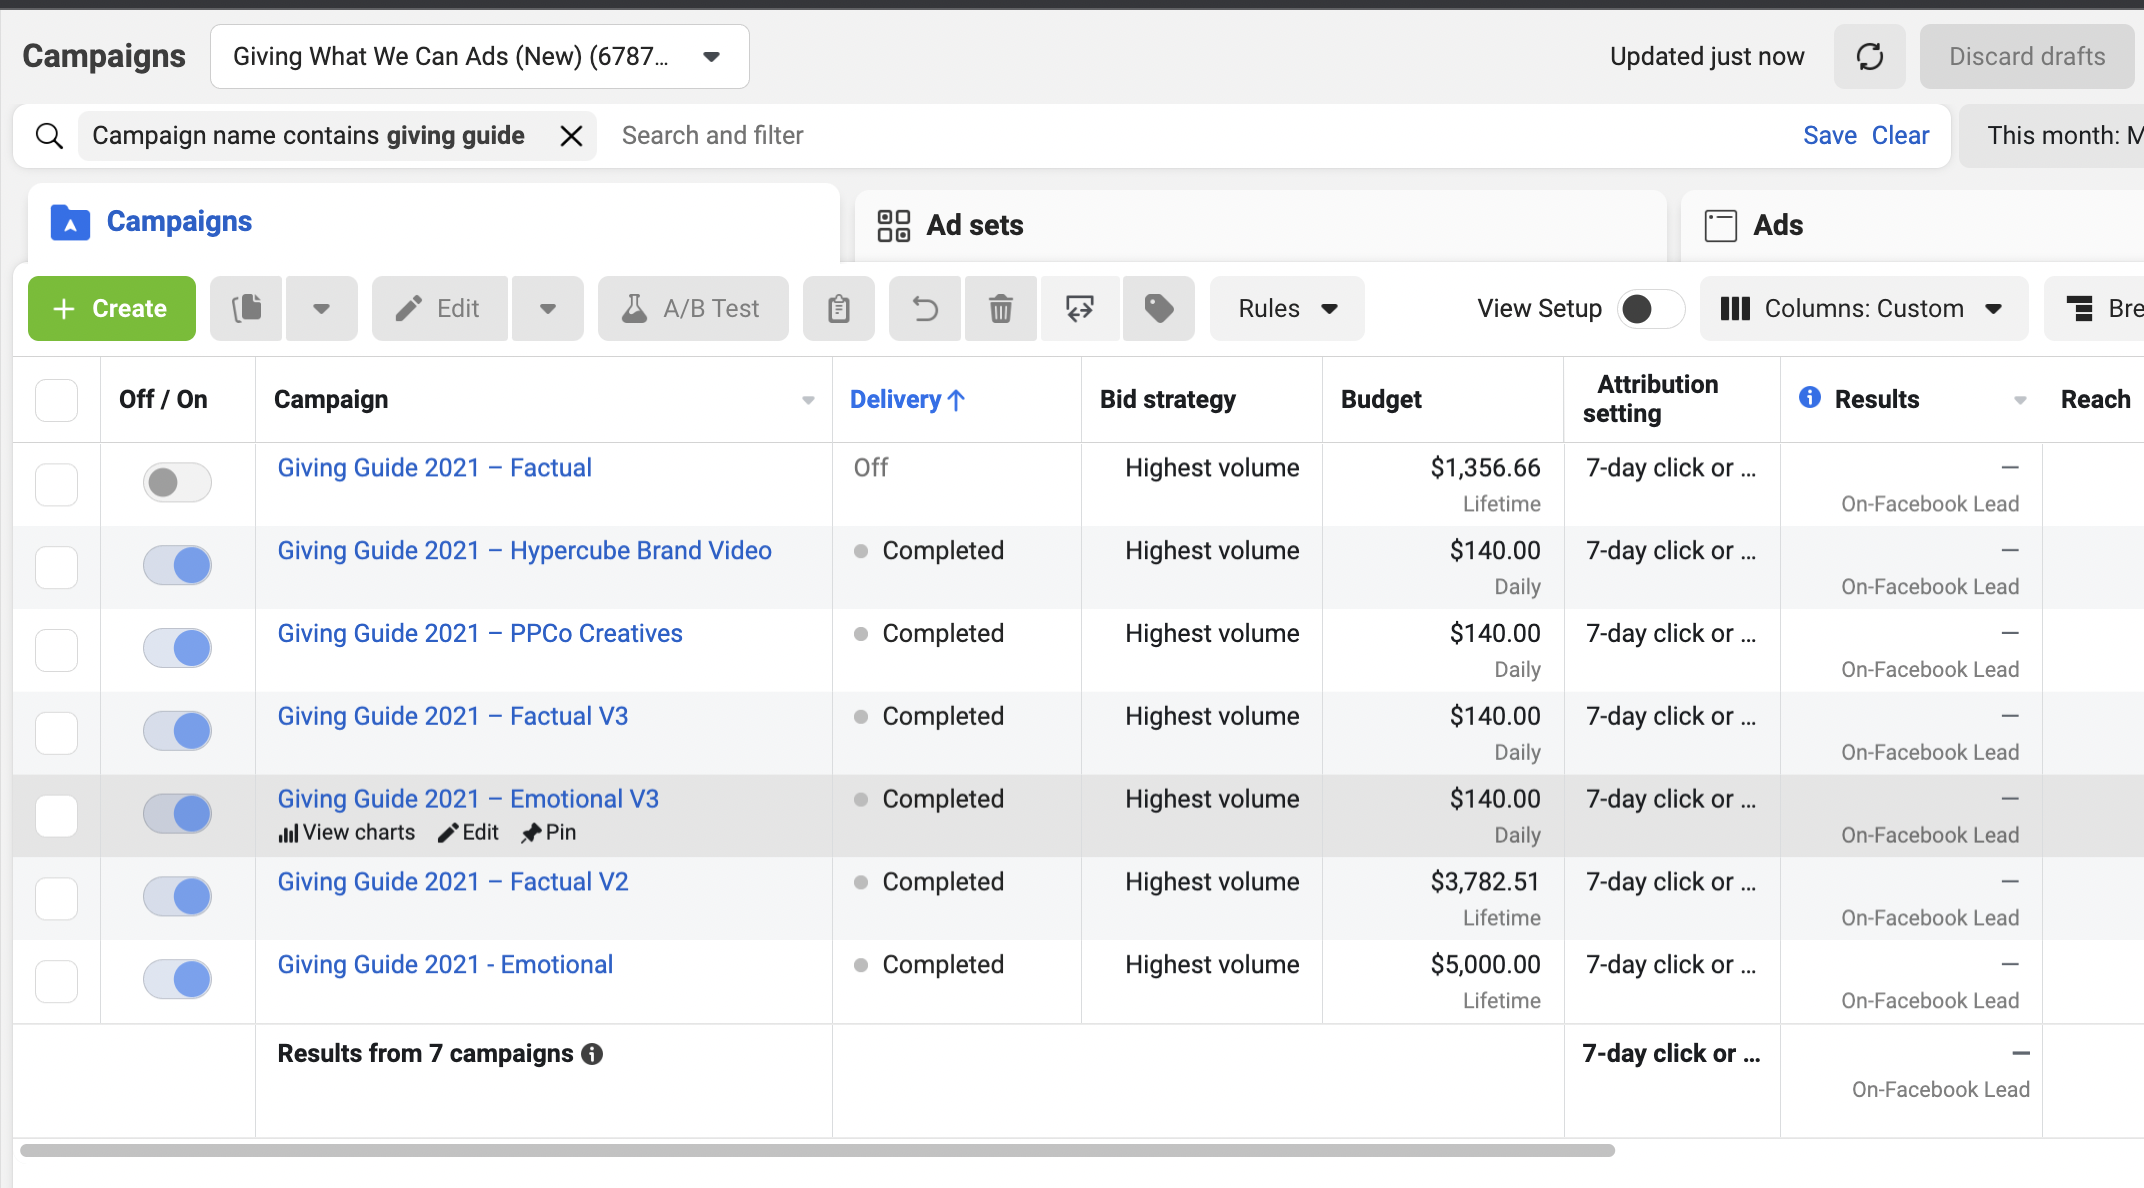 Campaigns
Giving What We Can Ads (New) (6787...
Updated just now
Discard drafts
Campaign name contains giving guide
Search and filter
Save Clear
This month: M
Campaigns
Ad sets
Ads
+ Create
Edit
A/B Test
Rules
View Setup
Columns: Custom
Bre
Off / On
Campaign
Delivery ↑
Bid strategy
Budget
Attribution
setting
Results
Reach
Giving Guide 2021 – Factual
Off
Highest volume
$1,356.66
Lifetime
7-day click or ...
—
On-Facebook Lead
Giving Guide 2021 – Hypercube Brand Video
Completed
Highest volume
$140.00
Daily
7-day click or ...
—
On-Facebook Lead
Giving Guide 2021 – PPCo Creatives
Completed
Highest volume
$140.00
Daily
7-day click or ...
—
On-Facebook Lead
Giving Guide 2021 – Factual V3
Completed
Highest volume
$140.00
Daily
7-day click or ...
—
On-Facebook Lead
Giving Guide 2021 – Emotional V3
View charts Edit Pin
Completed
Highest volume
$140.00
Daily
7-day click or ...
—
On-Facebook Lead
Giving Guide 2021 – Factual V2
Completed
Highest volume
$3,782.51
Lifetime
7-day click or ...
—
On-Facebook Lead
Giving Guide 2021 - Emotional
Completed
Highest volume
$5,000.00
Lifetime
7-day click or ...
—
On-Facebook Lead
Results from 7 campaigns
7-day click or ...
—
On-Facebook Lead